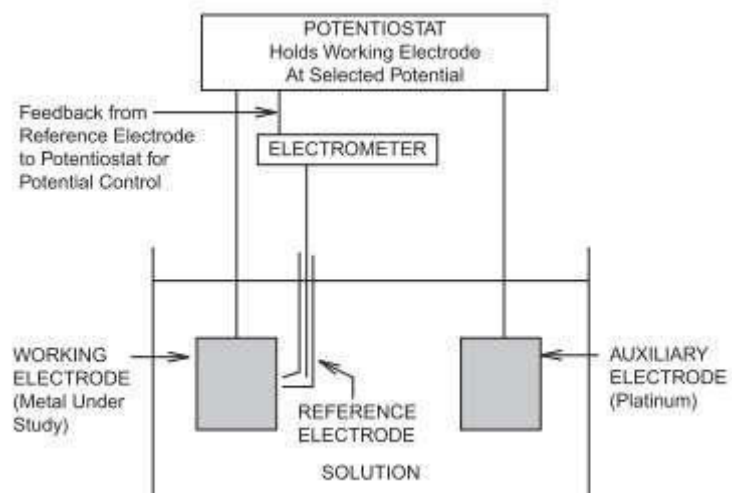 POTENTIOSTAT
Holds Working Electrode
At Selected Potential
Feedback from
Reference Electrode
to Potentiostat for
Potential Control
ELECTROMETER
WORKING
ELECTRODE
(Metal Under
Study)
REFERENCE
ELECTRODE
AUXILIARY
ELECTRODE
(Platinum)
SOLUTION